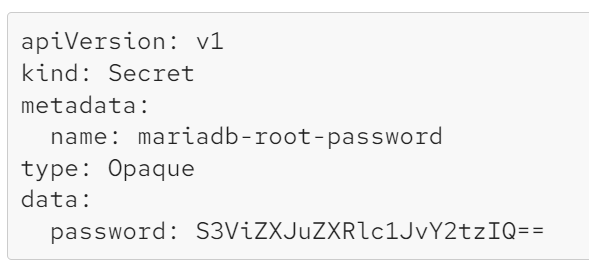 apiVersion: v1
kind: Secret
metadata:
  name: mariadb-root-password
type: Opaque
data:
  password: S3ViZXJuZXRlc1JvY2tzIQ==